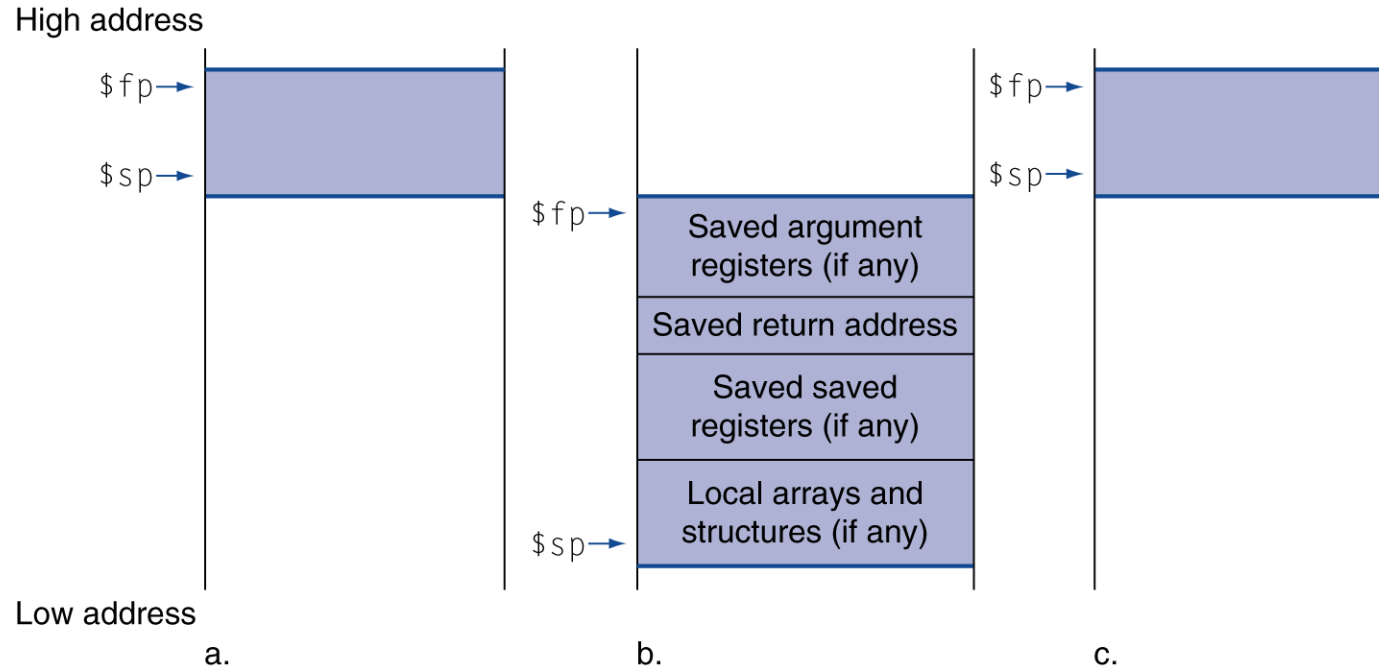 High address
$fp
$sp
$fp
Saved argument
registers (if any)
Saved return address
Saved saved
registers (if any)
Local arrays and
structures (if any)
$sp
$fp
$sp
Low address
a.
b.
c.